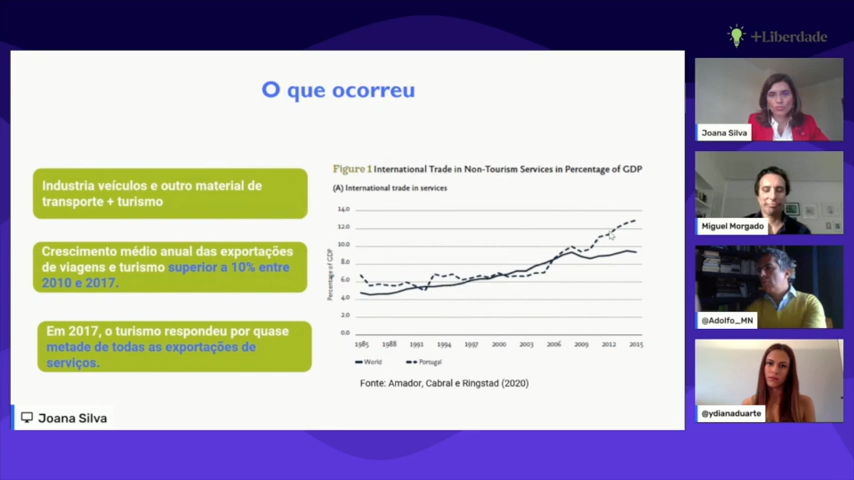 +Liberdade
O que ocorreu
Industria veículos e outro material de
transporte + turismo
Crescimento médio anual das exportações
de viagens e turismo superior a 10% entre
2010 e 2017.
Em 2017, o turismo respondeu por quase
metade de todas as exportações de
serviços.
Figure 1 International Trade in Non-Tourism Services in Percentage of GDP
(A) International trade in services
Percentage of GDP
14.0
12.0
10.0
8.0
6.0
4.0
2.0
0.0
1985 1988 1991 1994 1997 2000 2003 2006 2009 2012 2015
World Portugal
Fonte: Amador, Cabral e Ringstad (2020)
Joana Silva
Joana Silva
Miguel Morgado
@Adolfo_MN
@ydianaduarte